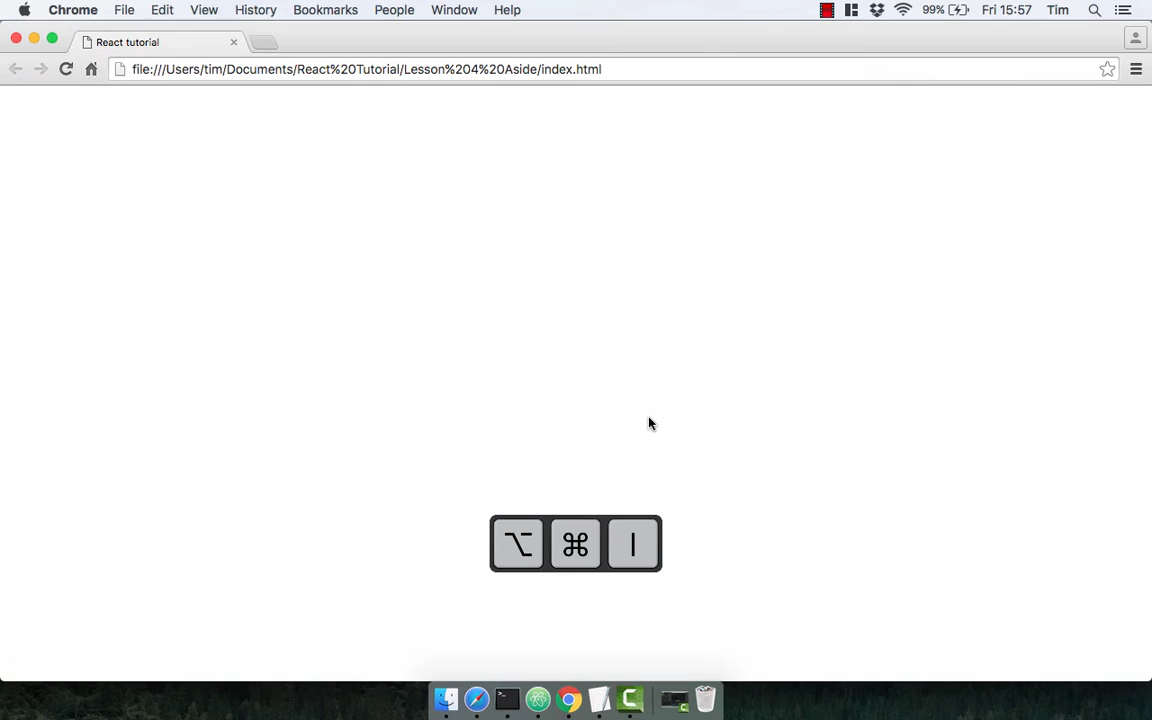 Chrome File Edit View History Bookmarks People Window Help 99% Fri 15:57 Tim
React tutorial
file:///Users/tim/Documents/React%20Tutorial/Lesson%204%20Aside/index.html
⌥ ⌘ I